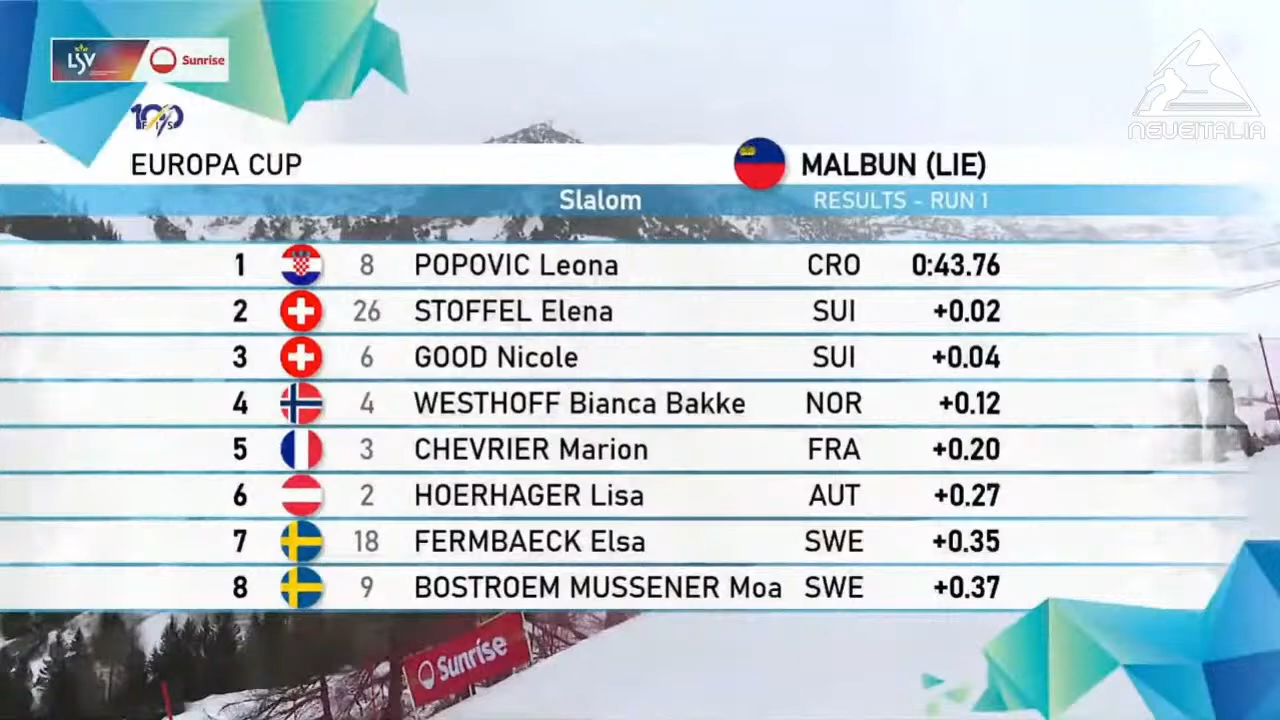 LSV Sunrise
100
FIS
NEVEITALIA
EUROPA CUP MALBUN (LIE)
Slalom RESULTS - RUN 1
1 8 POPOVIC Leona CRO 0:43.76
2 26 STOFFEL Elena SUI +0.02
3 6 GOOD Nicole SUI +0.04
4 4 WESTHOFF Bianca Bakke NOR +0.12
5 3 CHEVRIER Marion FRA +0.20
6 2 HOERHAGER Lisa AUT +0.27
7 18 FERMBAECK Elsa SWE +0.35
8 9 BOSTROEM MUSSENER Moa SWE +0.37
Sunrise